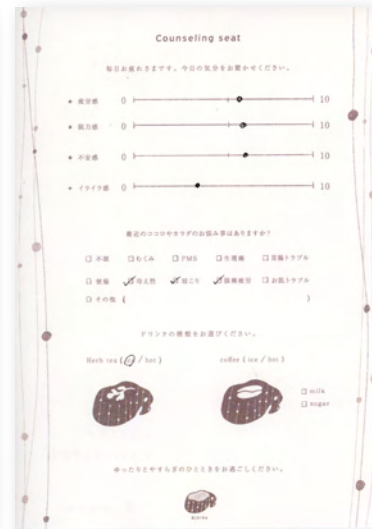 Counseling seat
毎日お疲れさまです。今日の気分をお聞かせください。
● 疲労感 0 10
● 脱力感 0 10
● 不安感 0 10
● イライラ感 0 10
最近のココロやカラダのお悩み事はありますか?
□ 不眠 □ むくみ □ PMS □ 生理痛 □ 胃腸トラブル
□ 便秘 ☑ 冷え性 ☑ 肩こり ☑ 眼精疲労 □ お肌トラブル
□ その他 ( )
ドリンクの種類をお選びください。
Herb tea ( ice / hot ) coffee ( ice / hot )
□ milk
□ sugar
ゆったりとやすらぎのひとときをお過ごしください。